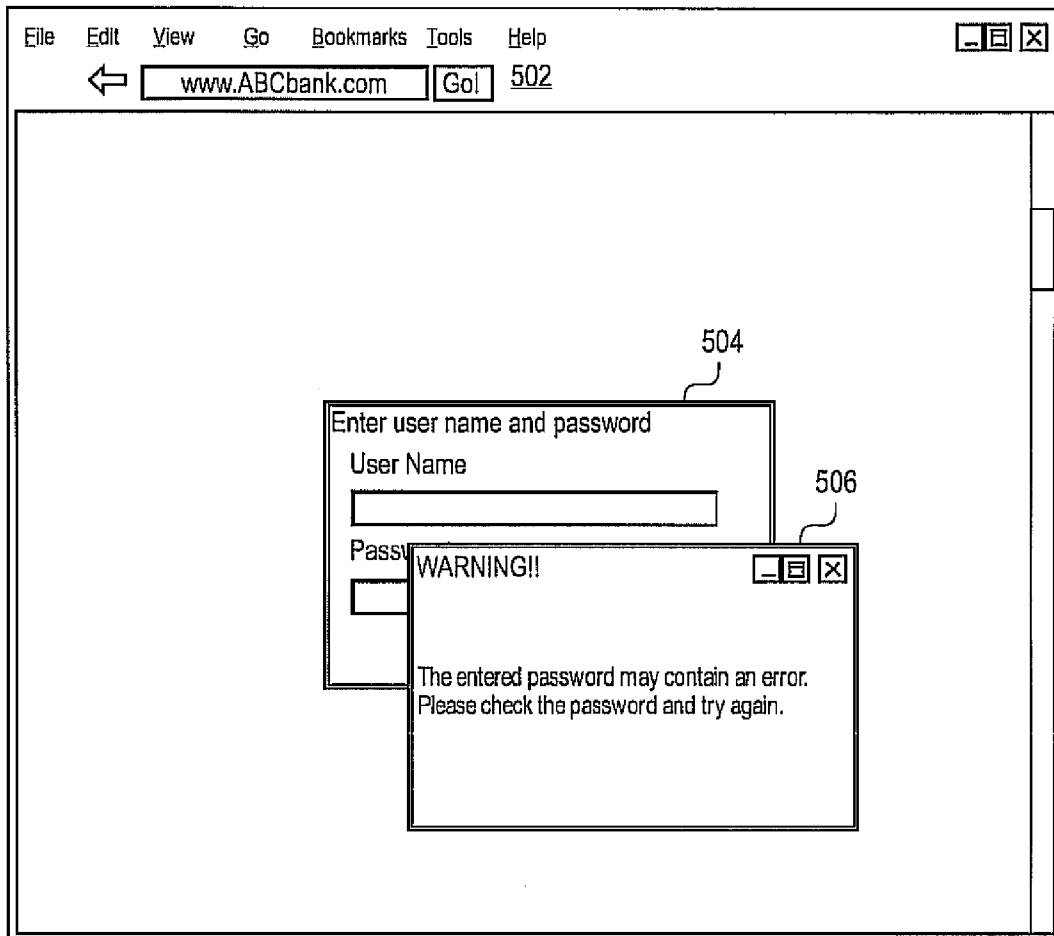 File Edit View Go Bookmarks Tools Help
www.ABCbank.com Go! 502
504
Enter user name and password
User Name
506
Passw
WARNING!!
The entered password may contain an error.
Please check the password and try again.